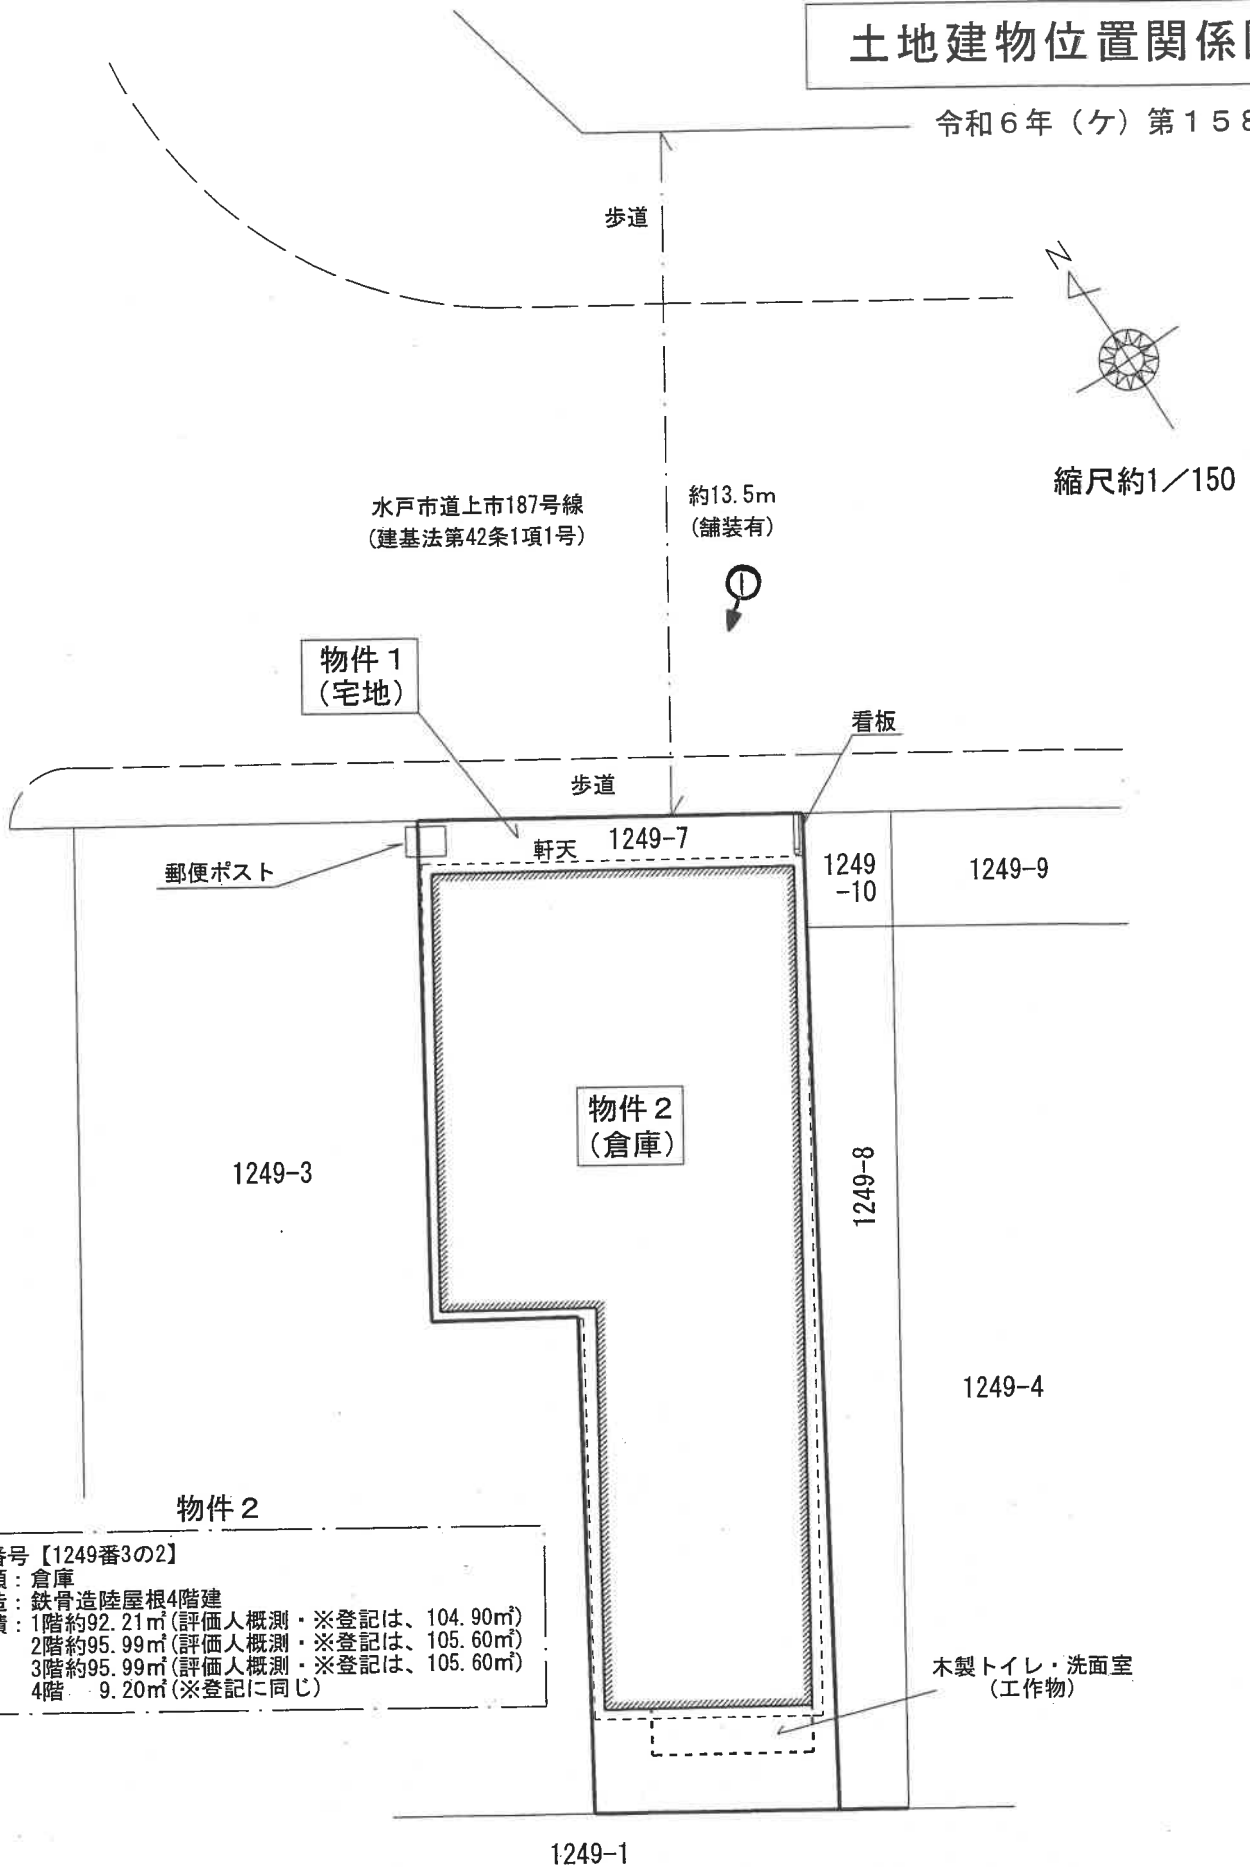 土地建物位置関係
令和６年（ケ）第１５８
歩道
N
縮尺約1／150
水戸市道上市187号線
(建基法第42条1項1号)
約13.5m
(舗装有)
①
物件１
（宅地）
看板
歩道
郵便ポスト
軒天
1249-7
1249
-10
1249-9
物件２
（倉庫）
1249-3
1249-8
1249-4
物件２
番号【1249番3の2】
：倉庫
：鉄骨造陸屋根4階建
：1階約92.21㎡(評価人概測・※登記は、104.90㎡)
2階約95.99㎡(評価人概測・※登記は、105.60㎡)
3階約95.99㎡(評価人概測・※登記は、105.60㎡)
4階 9.20㎡(※登記に同じ)
木製トイレ・洗面室
(工作物)
1249-1